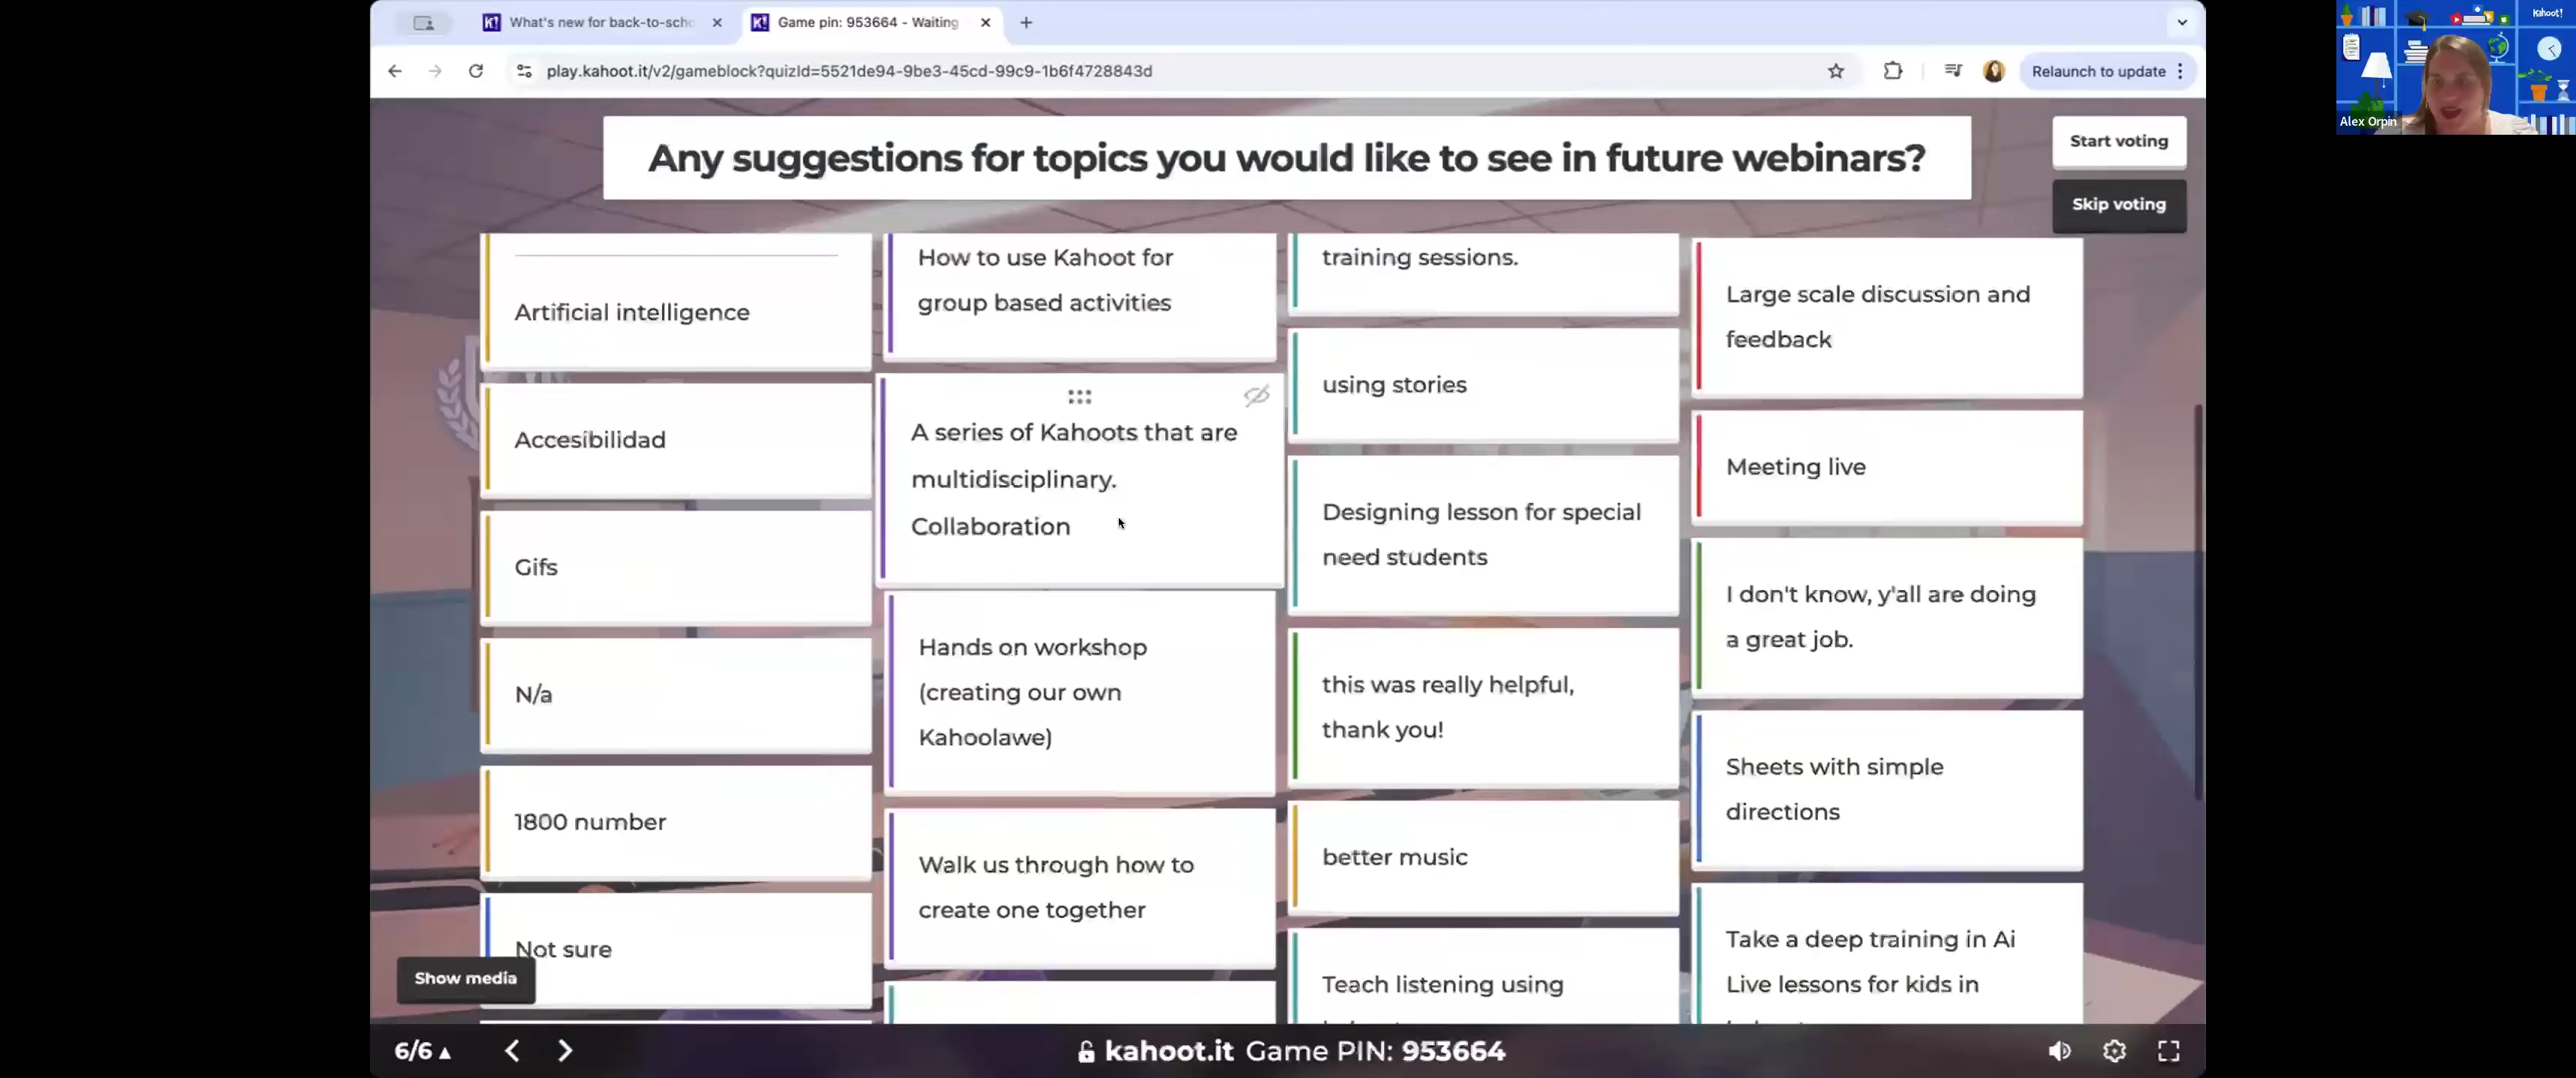 What's new for back-to-scho
Game pin: 953664 - Waiting
play.kahoot.it/v2/gameblock?quizId=5521de94-9be3-45cd-99c9-1b6f4728843d
Relaunch to update
Kahoot!
Alex Orpin
Any suggestions for topics you would like to see in future webinars?
Start voting
Skip voting
Artificial intelligence
Accesibilidad
Gifs
N/a
1800 number
Not sure
How to use Kahoot for
group based activities
A series of Kahoots that are
multidisciplinary.
Collaboration
Hands on workshop
(creating our own
Kahoolawe)
Walk us through how to
create one together
training sessions.
using stories
Designing lesson for special
need students
this was really helpful,
thank you!
better music
Teach listening using
Large scale discussion and
feedback
Meeting live
I don't know, y'all are doing
a great job.
Sheets with simple
directions
Take a deep training in Ai
Live lessons for kids in
Show media
6/6
kahoot.it Game PIN: 953664